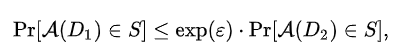 Pr[𝒜(D₁) ∈ S] ≤ exp(ε) · Pr[𝒜(D₂) ∈ S],